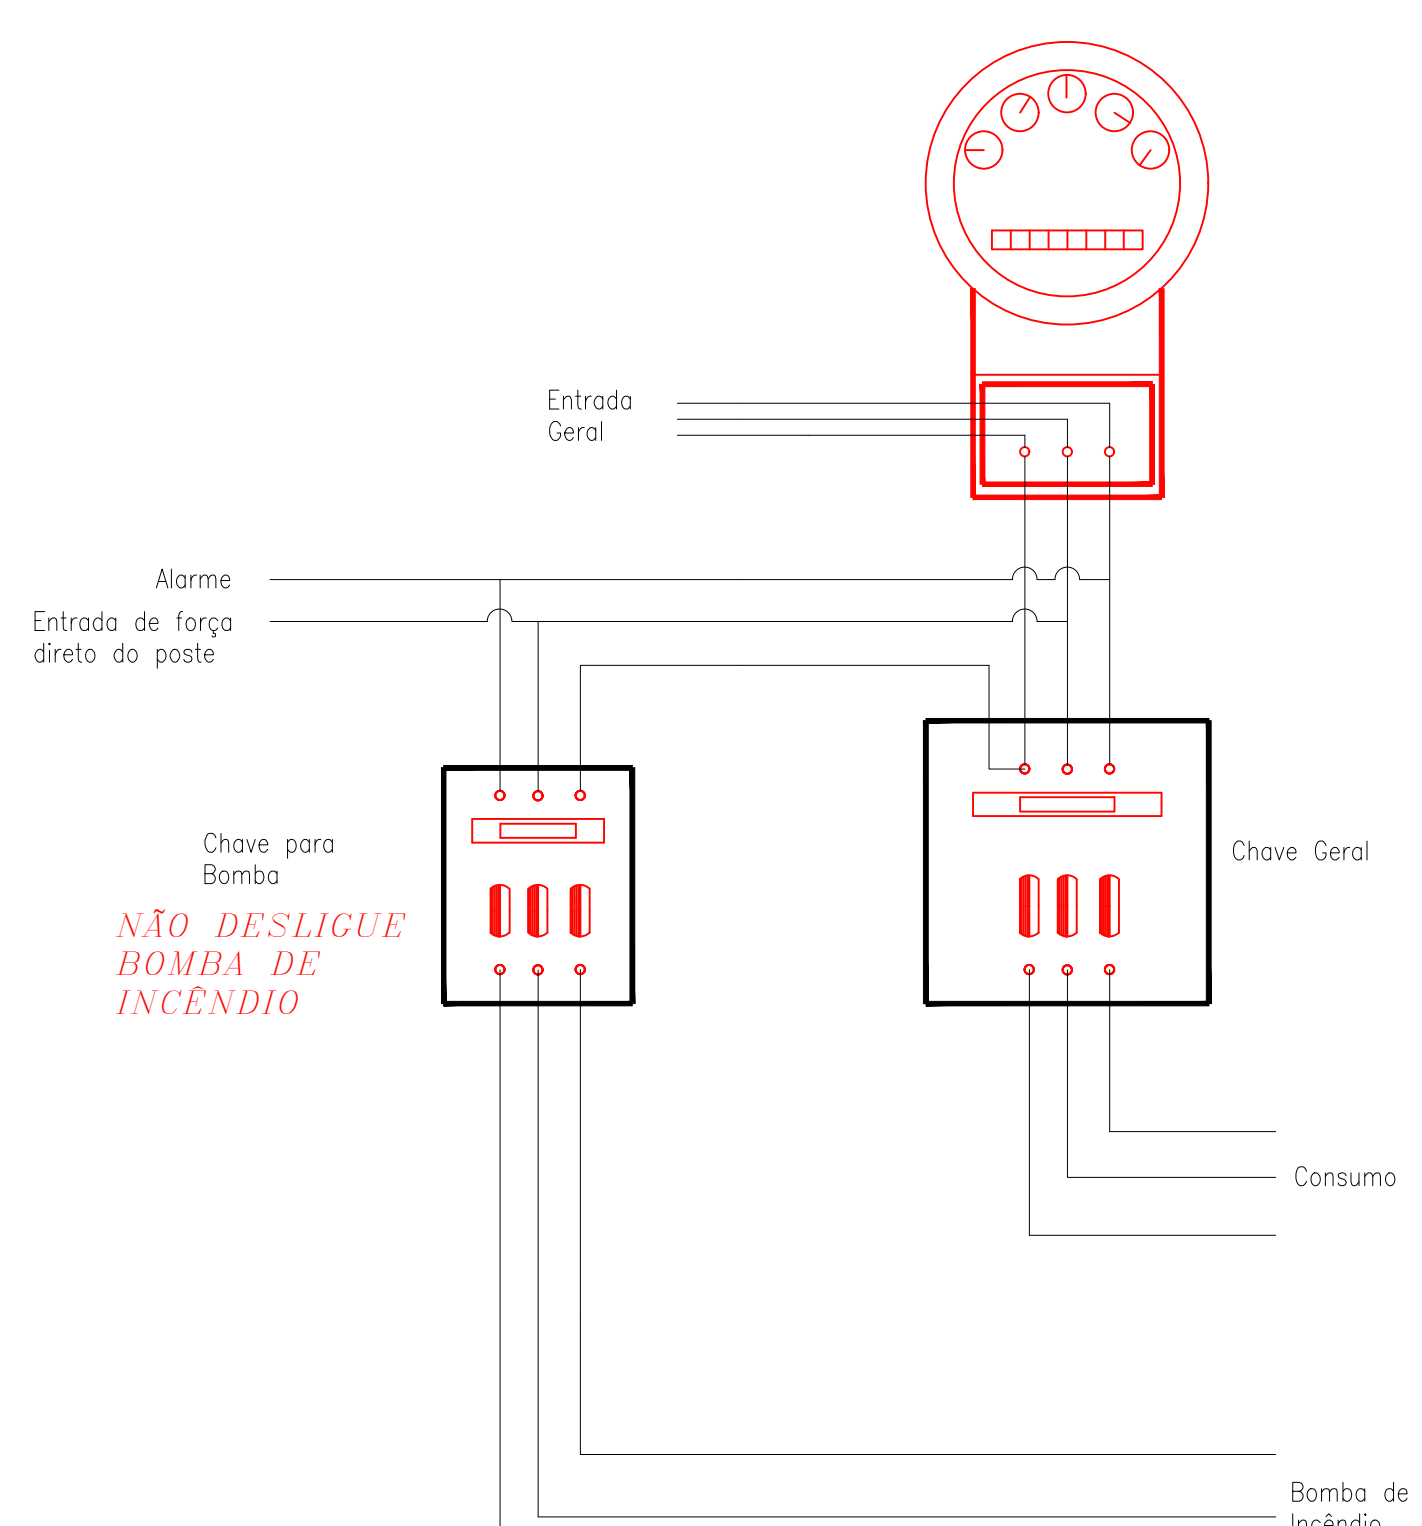 Entrada
Geral
Alarme
Entrada de força
direto do poste
Chave para
Bomba
NÃO DESLIGUE
BOMBA DE
INCÊNDIO
Chave Geral
Consumo
Bomba de
Incêndio